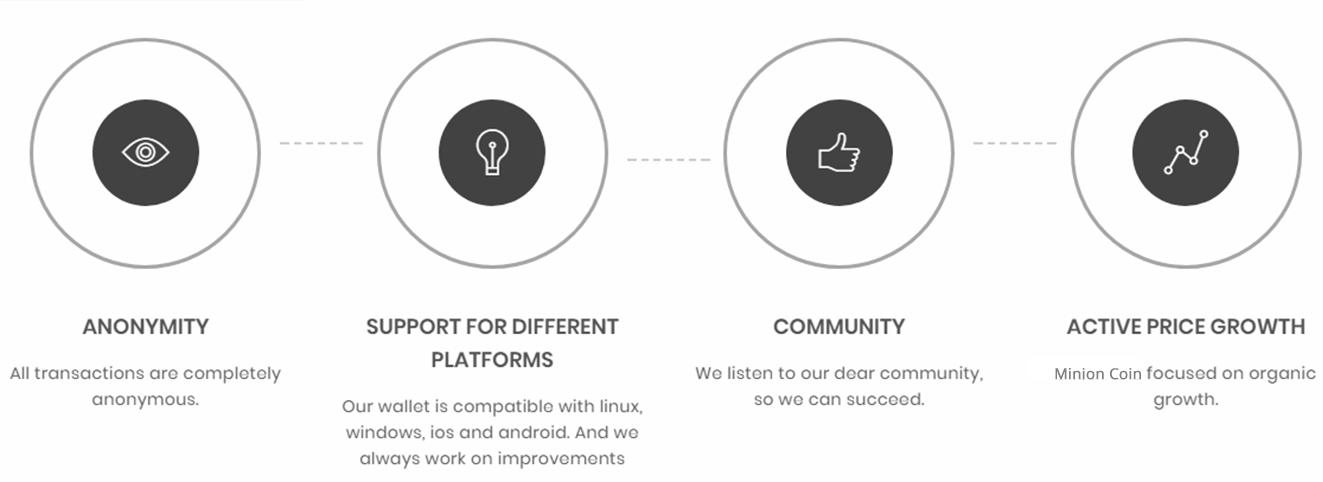 ANONYMITY
All transactions are completely
anonymous.
SUPPORT FOR DIFFERENT
PLATFORMS
Our wallet is compatible with linux,
windows, ios and android. And we
always work on improvements
COMMUNITY
We listen to our dear community,
so we can succeed.
ACTIVE PRICE GROWTH
Minion Coin focused on organic
growth.